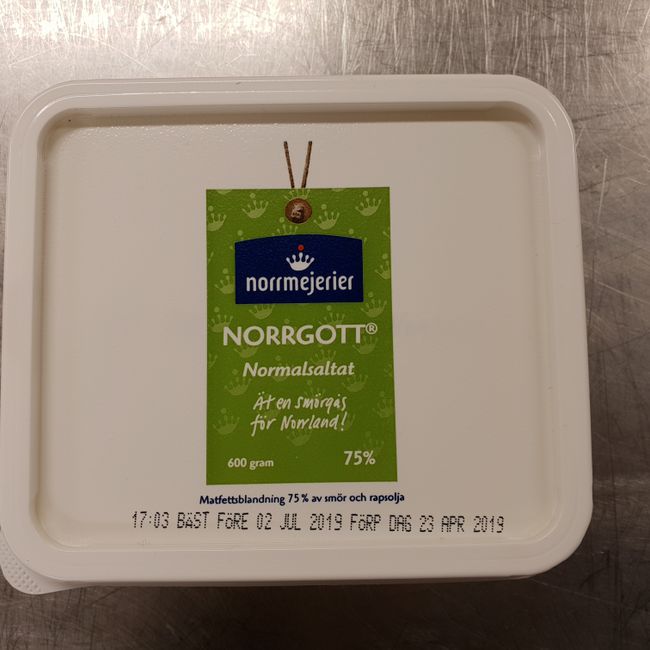 norrmejerier
NORRGOTT®
Normalsaltat
Ät en smörgås
för Norrland!
600 gram 75%
Matfettsblandning 75% av smör och rapsolja
17:03 BÄST FÖRE 02 JUL 2019 FÖRP DAG 23 APR 2019